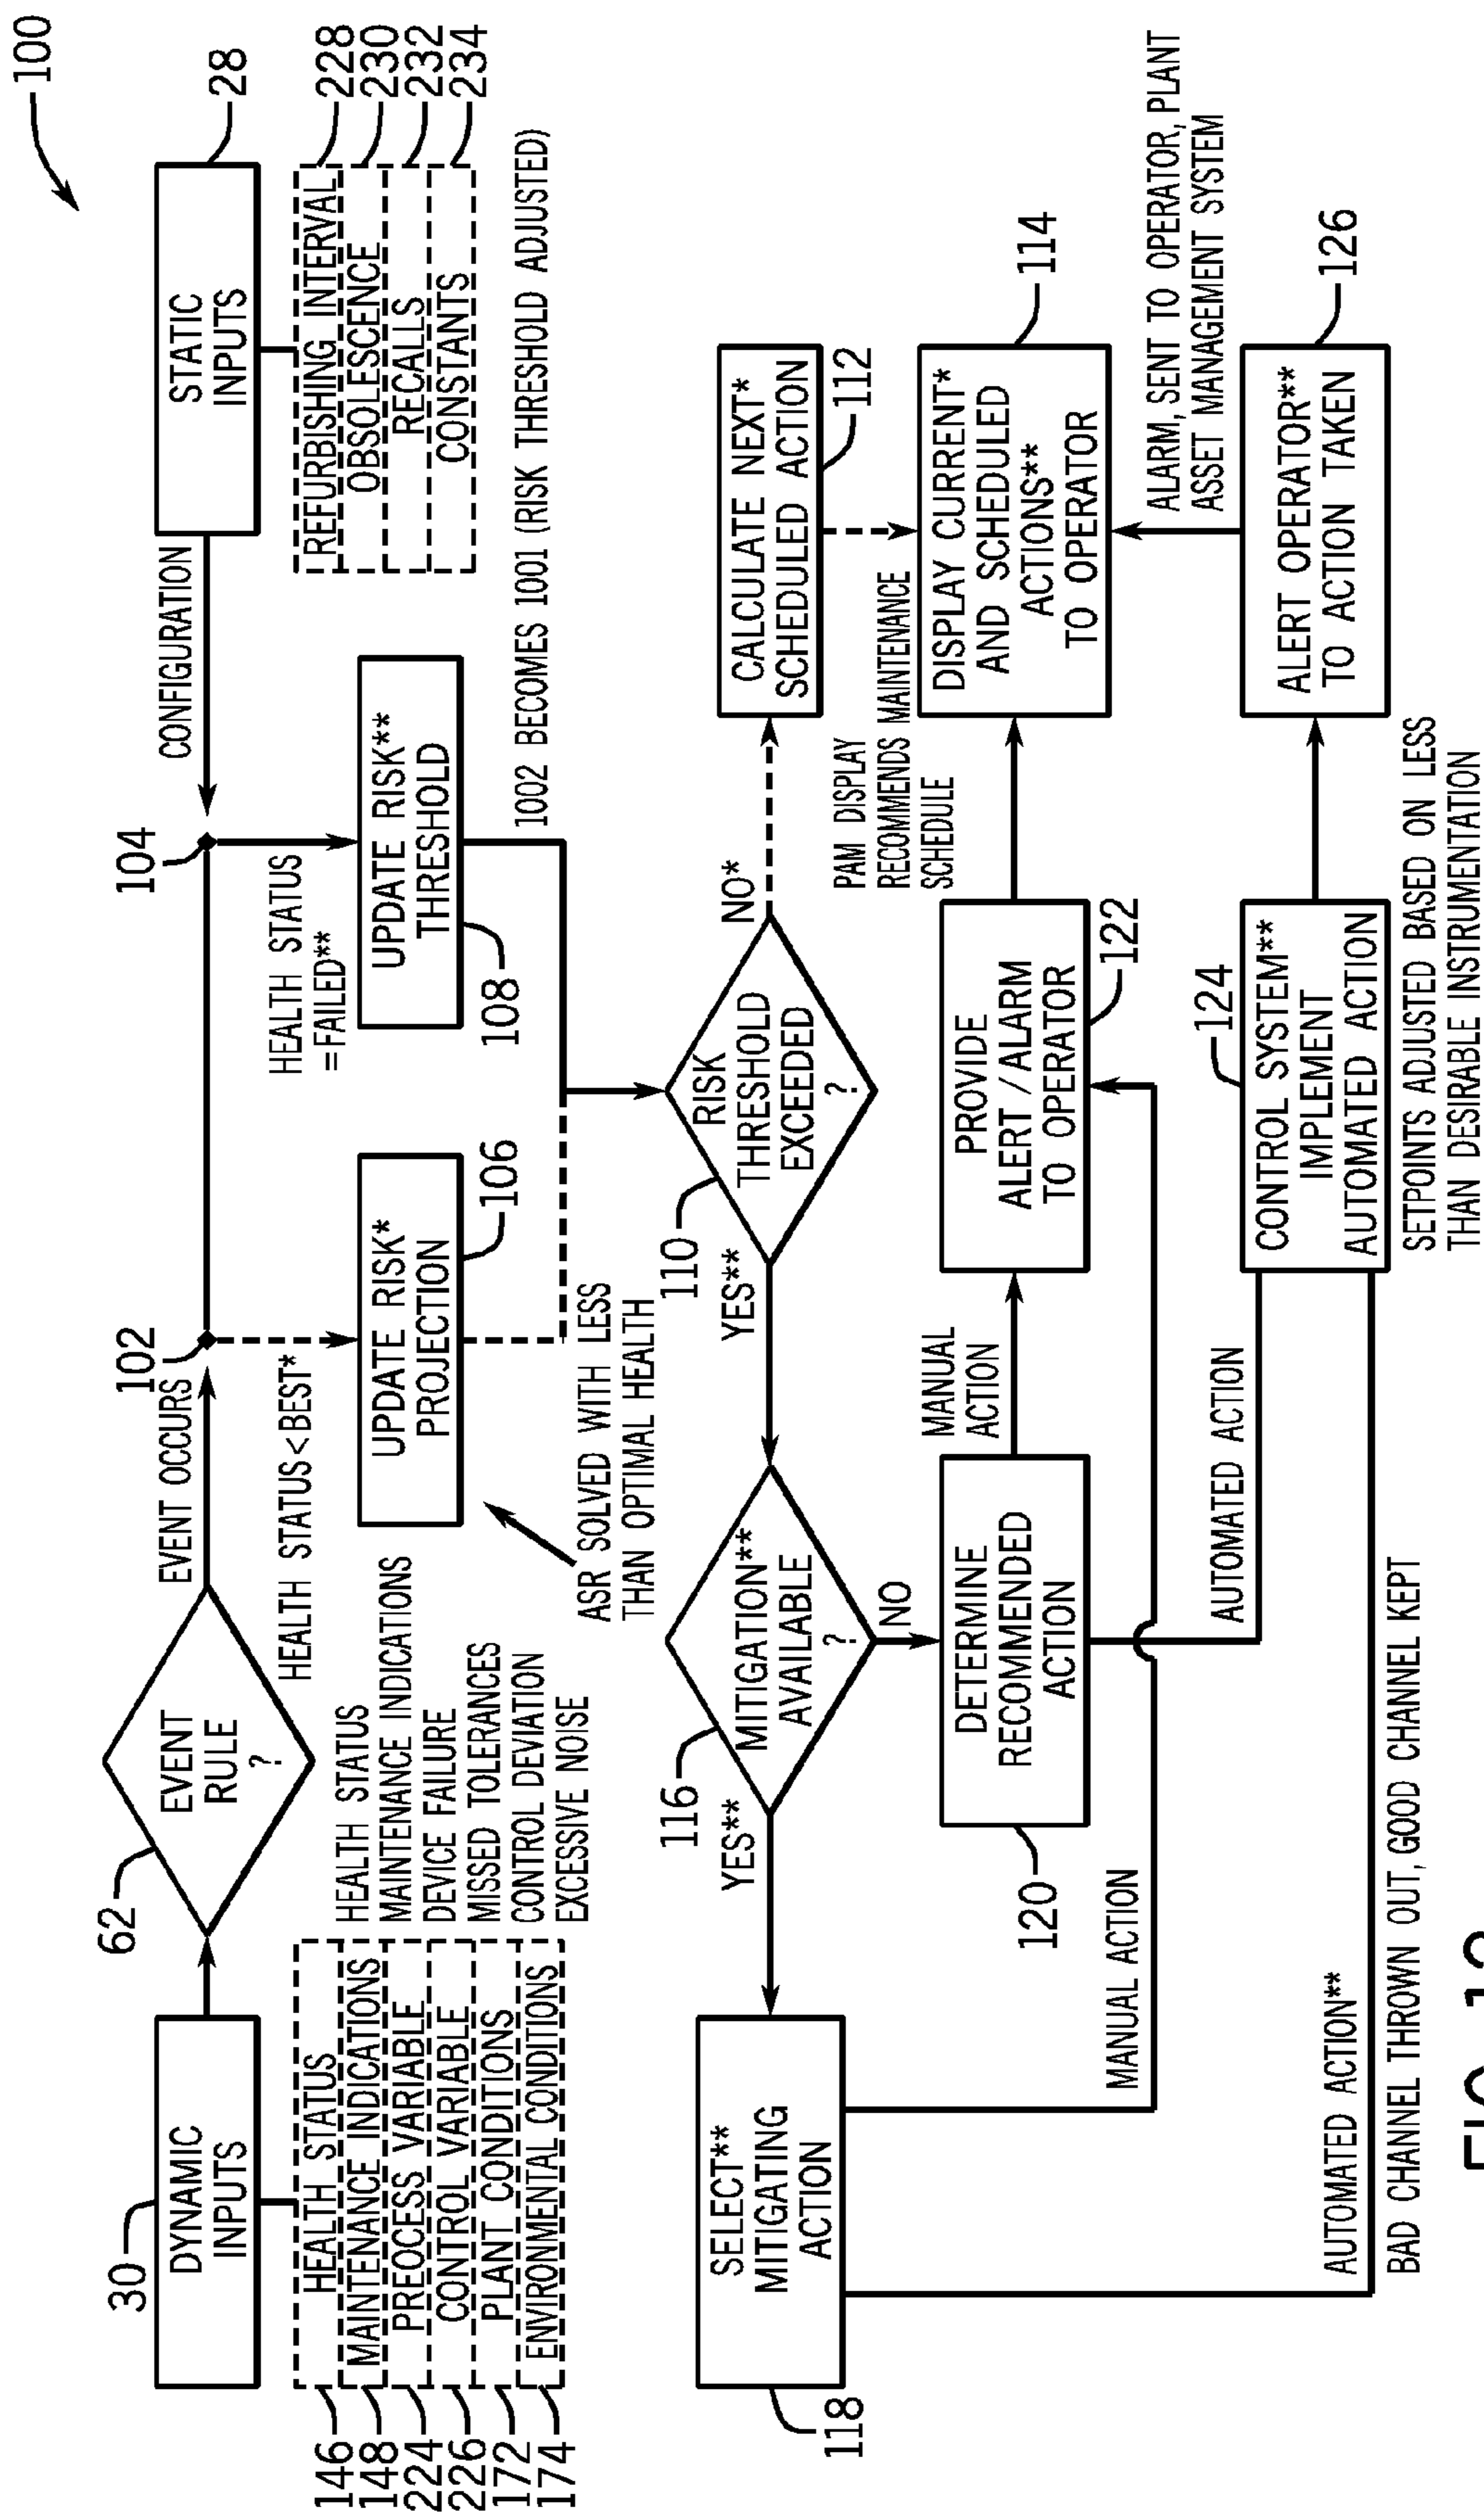 100
30
DYNAMIC
INPUTS
146
148
224
226
172
174
HEALTH STATUS
MAINTENANCE INDICATIONS
PREOCESS VARIABLE
CONTROL VARIABLE
PLANT CONDITIONS
ENVIRONMENTAL CONDITIONS
62
EVENT
RULE
?
HEALTH STATUS
MAINTENANCE INDICATIONS
DEVICE FAILURE
MISSED TOLERANCES
CONTROL DEVIATION
EXCESSIVE NOISE
EVENT OCCURS
102
HEALTH STATUS<BEST*
UPDATE RISK*
PROJECTION
106
ASR SOLVED WITH LESS
THAN OPTIMAL HEALTH
104
HEALTH STATUS
=FAILED**
UPDATE RISK**
THRESHOLD
108
1002 BECOMES 1001 (RISK THRESHOLD ADJUSTED)
CONFIGURATION
STATIC
INPUTS
28
REFURBISHING INTERVAL
OBSOLESCENCE
RECALLS
CONSTANTS
228
230
232
234
118
SELECT**
MITIGATING
ACTION
YES**
116
MITIGATION**
AVAILABLE
?
YES**
NO
110
RISK
THRESHOLD
EXCEEDED
?
NO*
CALCULATE NEXT*
SCHEDULED ACTION
112
PAM DISPLAY
RECOMMENDS MAINTENANCE
SCHEDULE
120
DETERMINE
RECOMMENDED
ACTION
MANUAL
ACTION
PROVIDE
ALERT/ALARM
TO OPERATOR
122
DISPLAY CURRENT*
AND SCHEDULED
ACTIONS**
TO OPERATOR
114
MANUAL ACTION
AUTOMATED ACTION
ALARM, SENT TO OPERATOR, PLANT
ASSET MANAGEMENT SYSTEM
124
CONTROL SYSTEM**
IMPLEMENT
AUTOMATED ACTION
ALERT OPERATOR**
TO ACTION TAKEN
126
AUTOMATED ACTION**
BAD CHANNEL THROWN OUT, GOOD CHANNEL KEPT
SETPOINTS ADJUSTED BASED ON LESS
THAN DESIRABLE INSTRUMENTATION